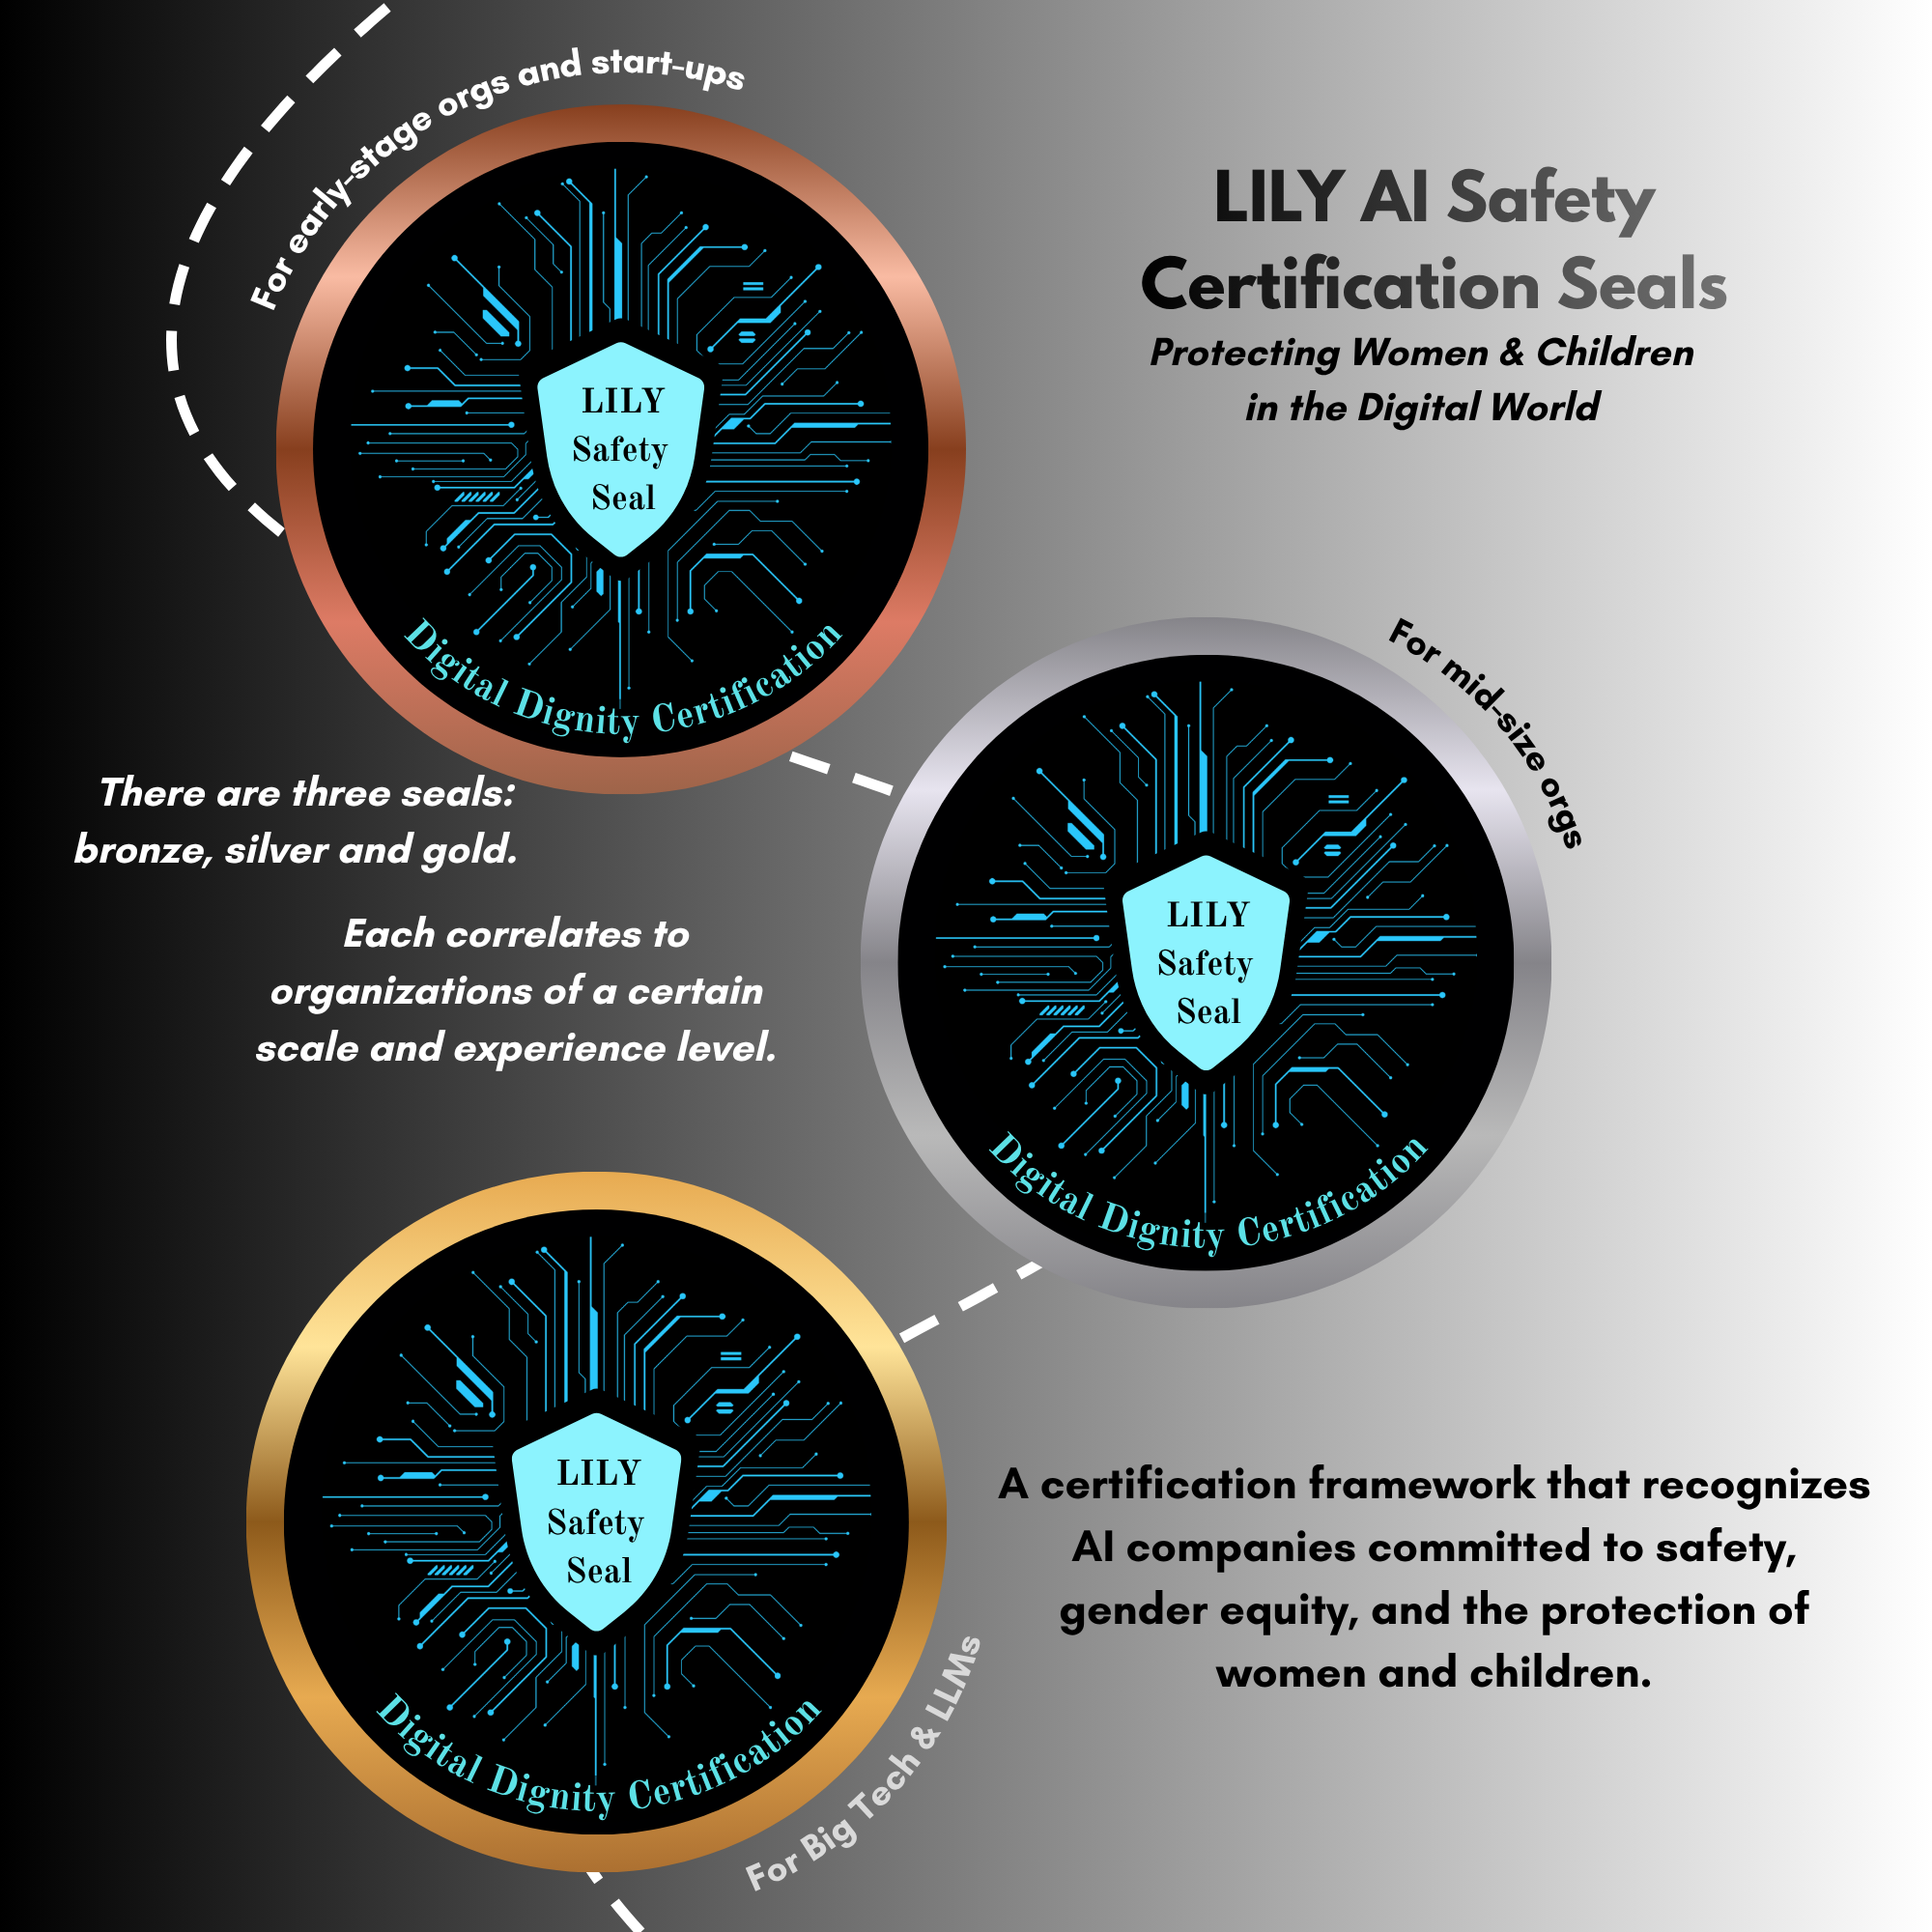 For early-stage orgs and start-ups
LILY AI Safety
Certification Seals
Protecting Women & Children
in the Digital World
LILY
Safety
Seal
Digital Dignity Certification
For mid-size orgs
There are three seals:
bronze, silver and gold.
Each correlates to
organizations of a certain
scale and experience level.
LILY
Safety
Seal
Digital Dignity Certification
LILY
Safety
Seal
Digital Dignity Certification
For Big Tech & LLMs
A certification framework that recognizes
AI companies committed to safety,
gender equity, and the protection of
women and children.